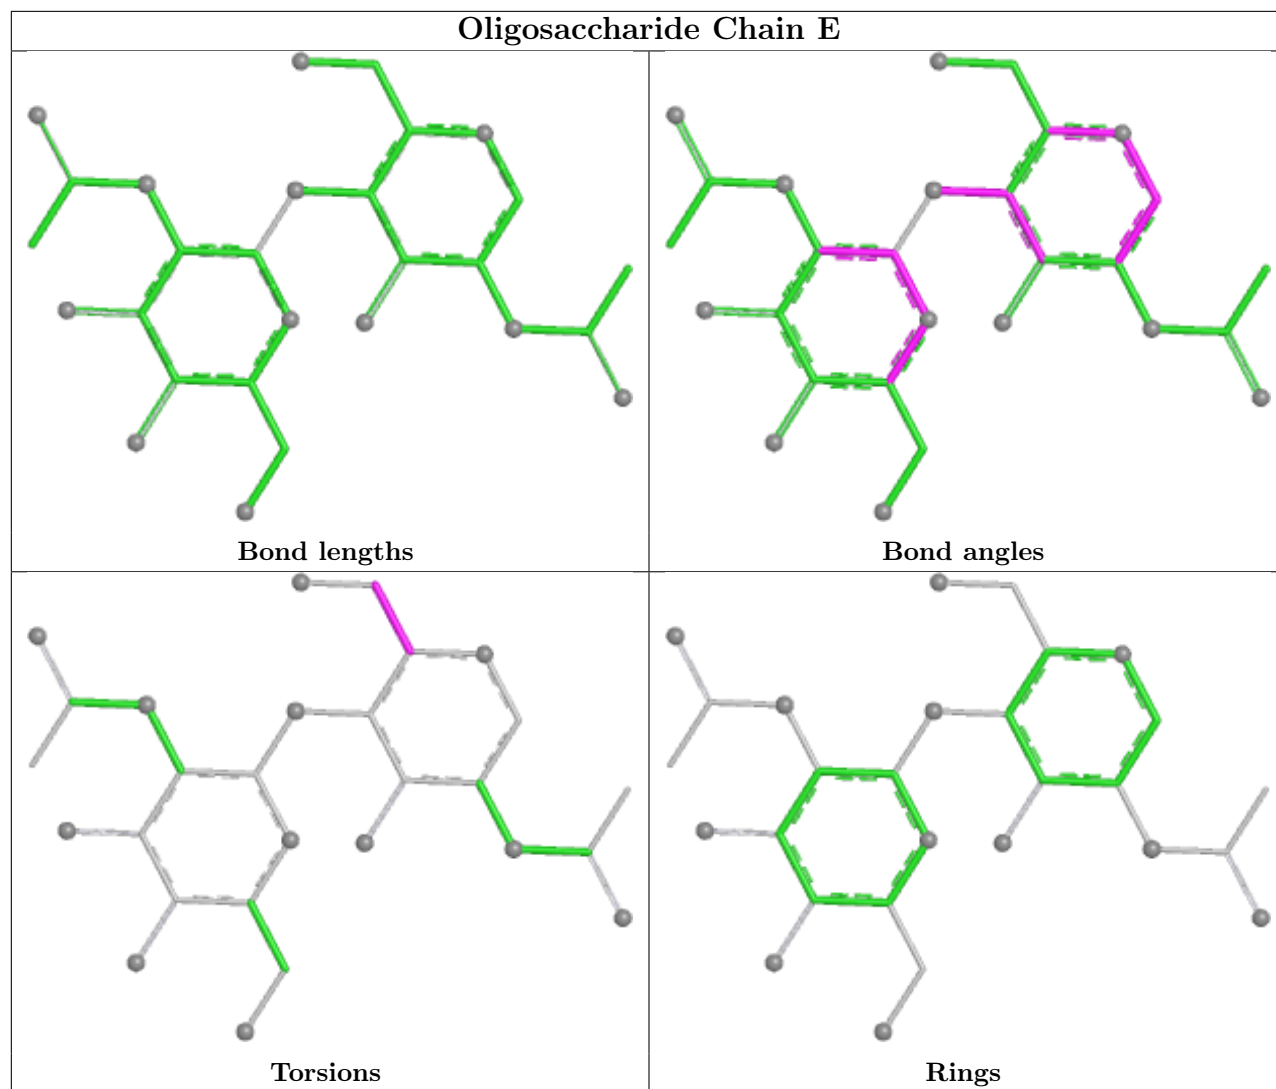 Oligosaccharide Chain E
Bond lengths
Bond angles
Torsions
Rings